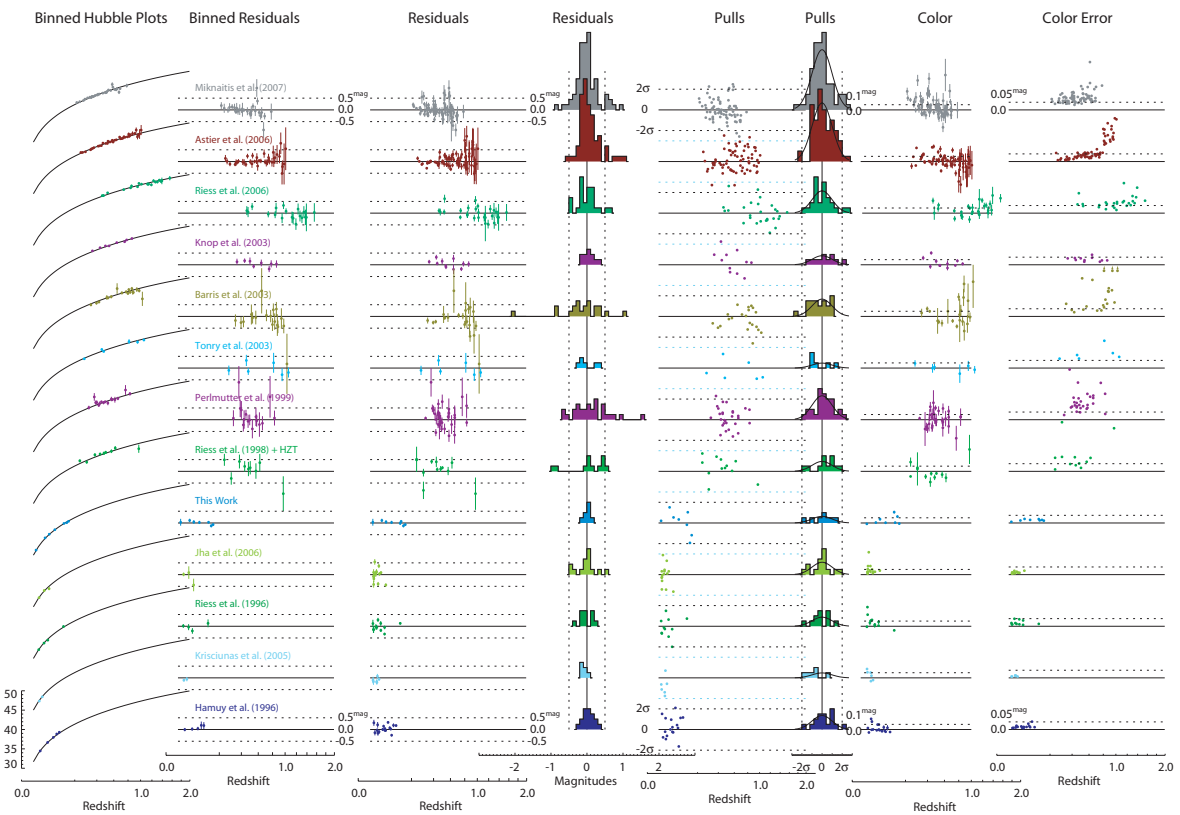 Binned Hubble Plots Binned Residuals Residuals Residuals Pulls Pulls Color Color Error
Miknaitis et al. (2007)
0.5mag 0.5mag 2σ 0.1mag 0.05mag
0.0 0.0 0 0.0 0.0
-0.5 -0.5 -2σ
Astier et al. (2006)
Riess et al. (2006)
Knop et al. (2003)
Barris et al. (2003)
Tonry et al. (2003)
Perlmutter et al. (1999)
Riess et al. (1998) + HZT
This Work
Jha et al. (2006)
Riess et al. (1996)
Krisciunas et al. (2005)
Hamuy et al. (1996)
50
45
40
35
30
0.5mag 0.5mag 2σ 0.1mag 0.05mag
0.0 0.0 0 0.0 0.0
-0.5 -0.5 -2σ
0.0 1.0 2.0 0.0 1.0 2.0 -2 -1 0 1 -2σ 0 2σ 0.0 1.0 2.0
Redshift Redshift Magnitudes Redshift
0.0 1.0 2.0 0.0 1.0 2.0 0.0 1.0 2.0
Redshift Redshift Redshift